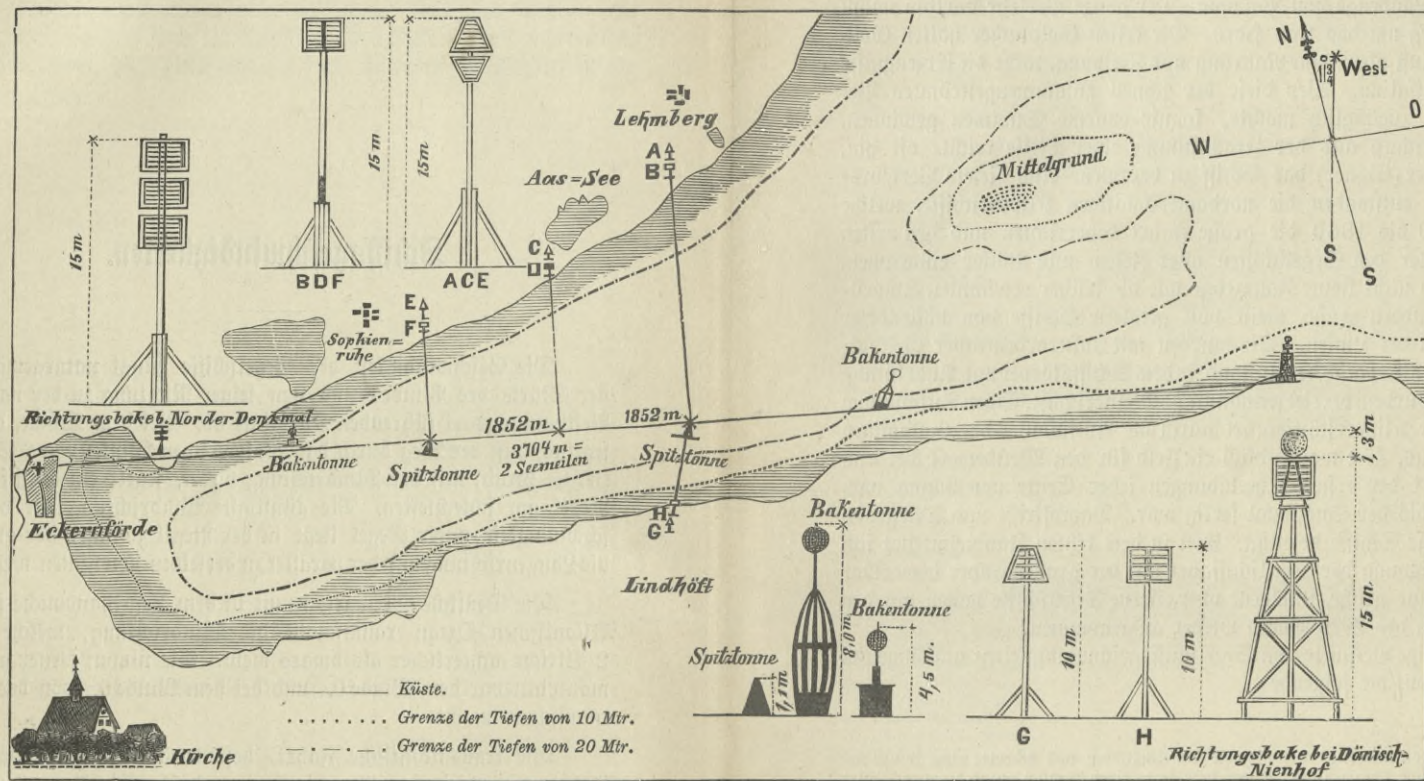 15 m
15 m
15 m
BDF
ACE
Lehmberg
A
B
Aas=See
C
E
F
Sophien=
ruhe
Mittelgrund
N
West
O
W
S
S
Richtungsbake b. Norder Denkmal
Bakentonne
Spitztonne
1852 m
3704 m =
2 Seemeilen
1852 m
Spitztonne
Bakentonne
H
G
Eckernförde
Lindhöft
Kirche
Küste.
Grenze der Tiefen von 10 Mtr.
Grenze der Tiefen von 20 Mtr.
Spitztonne
1,1 m
Bakentonne
8.0 m
Bakentonne
4,5 m.
10 m
G
10 m
H
1,3 m
15 m.
Richtungsbake bei Dänisch-
Nienhof